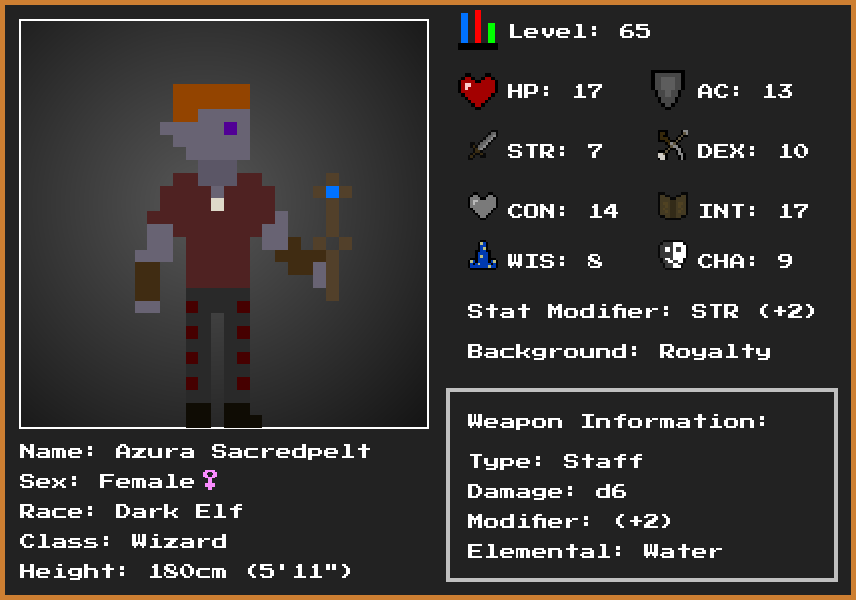 Level: 65
HP: 17
AC: 13
STR: 7
DEX: 10
CON: 14
INT: 17
WIS: 8
CHA: 9
Stat Modifier: STR (+2)
Background: Royalty
Name: Azura Sacredpelt
Sex: Female♀
Race: Dark Elf
Class: Wizard
Height: 180cm (5'11")
Weapon Information:
Type: Staff
Damage: d6
Modifier: (+2)
Elemental: Water